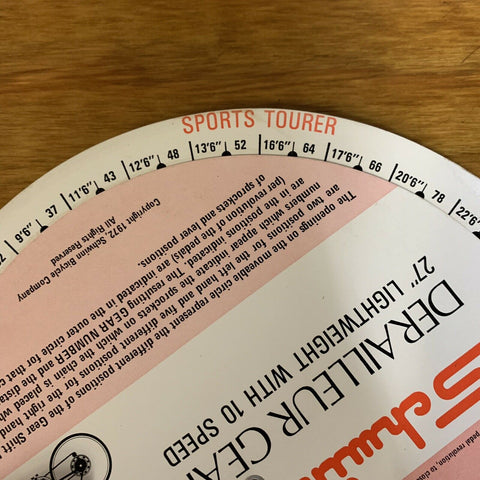 SPORTS TOURER
9'6" 37 11'6" 43 12'6" 48 13'6" 52 16'6" 64 17'6" 66 20'6" 78 22'6"
Copyright 1972, Schwinn Bicycle Company
All Rights Reserved
The openings on the moveable circle represent the different positions of the Gear Shift
are two positions for the left hand and five different positions for the right hand
numbers which appear indicate the sprockets on which the chain is placed
are in the positions indicated. The resulting GEAR NUMBER and the
(per revolution of the pedals) are indicated in the outer circle for that
of sprockets and lever positions.
DERAILLEUR GEAR
27" LIGHTWEIGHT WITH 10 SPEED
Schwinn
pedal revolution, to